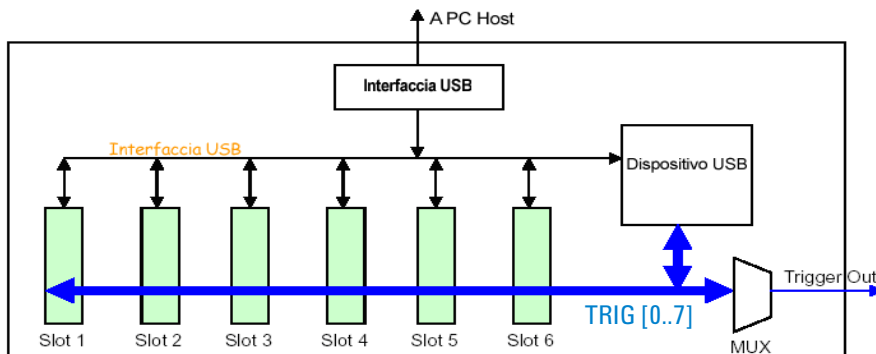 A PC Host
Interfaccia USB
Interfaccia USB
Dispositivo USB
Trigger Out
TRIG [0..7]
Slot 1 Slot 2 Slot 3 Slot 4 Slot 5 Slot 6
MUX